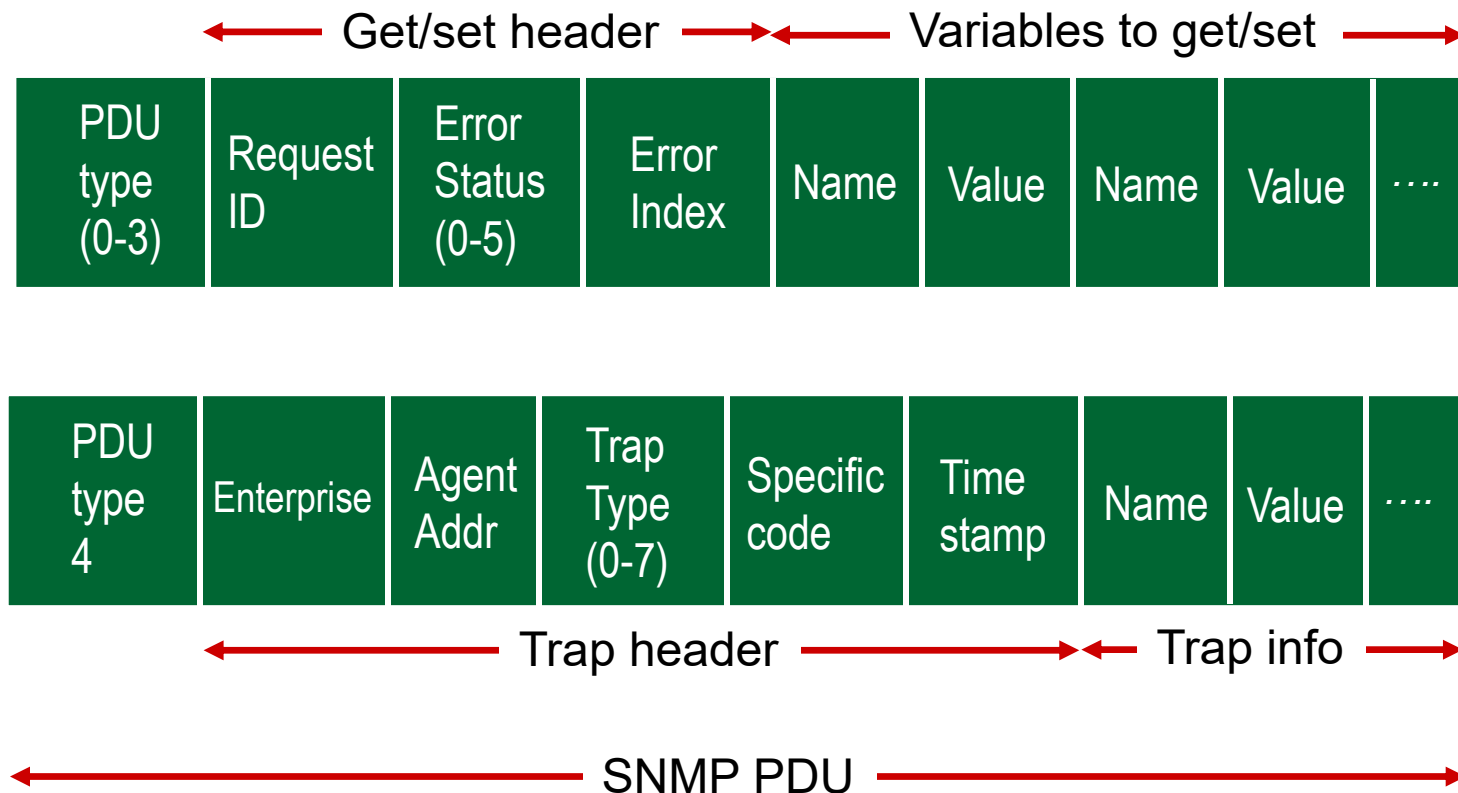 Get/set header
Variables to get/set
PDU
type
(0-3)
Request
ID
Error
Status
(0-5)
Error
Index
Name
Value
Name
Value
....
PDU
type
4
Enterprise
Agent
Addr
Trap
Type
(0-7)
Specific
code
Time
stamp
Name
Value
....
Trap header
Trap info
SNMP PDU